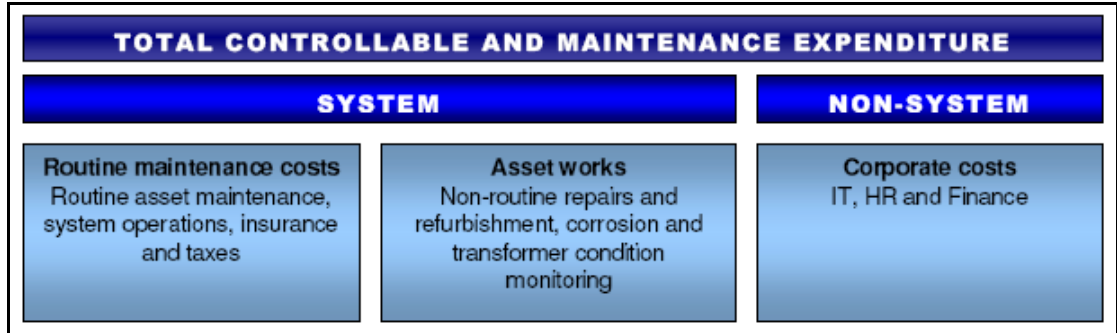 TOTAL CONTROLLABLE AND MAINTENANCE EXPENDITURE
SYSTEM
NON-SYSTEM
Routine maintenance costs
Routine asset maintenance,
system operations, insurance
and taxes
Asset works
Non-routine repairs and
refurbishment, corrosion and
transformer condition
monitoring
Corporate costs
IT, HR and Finance